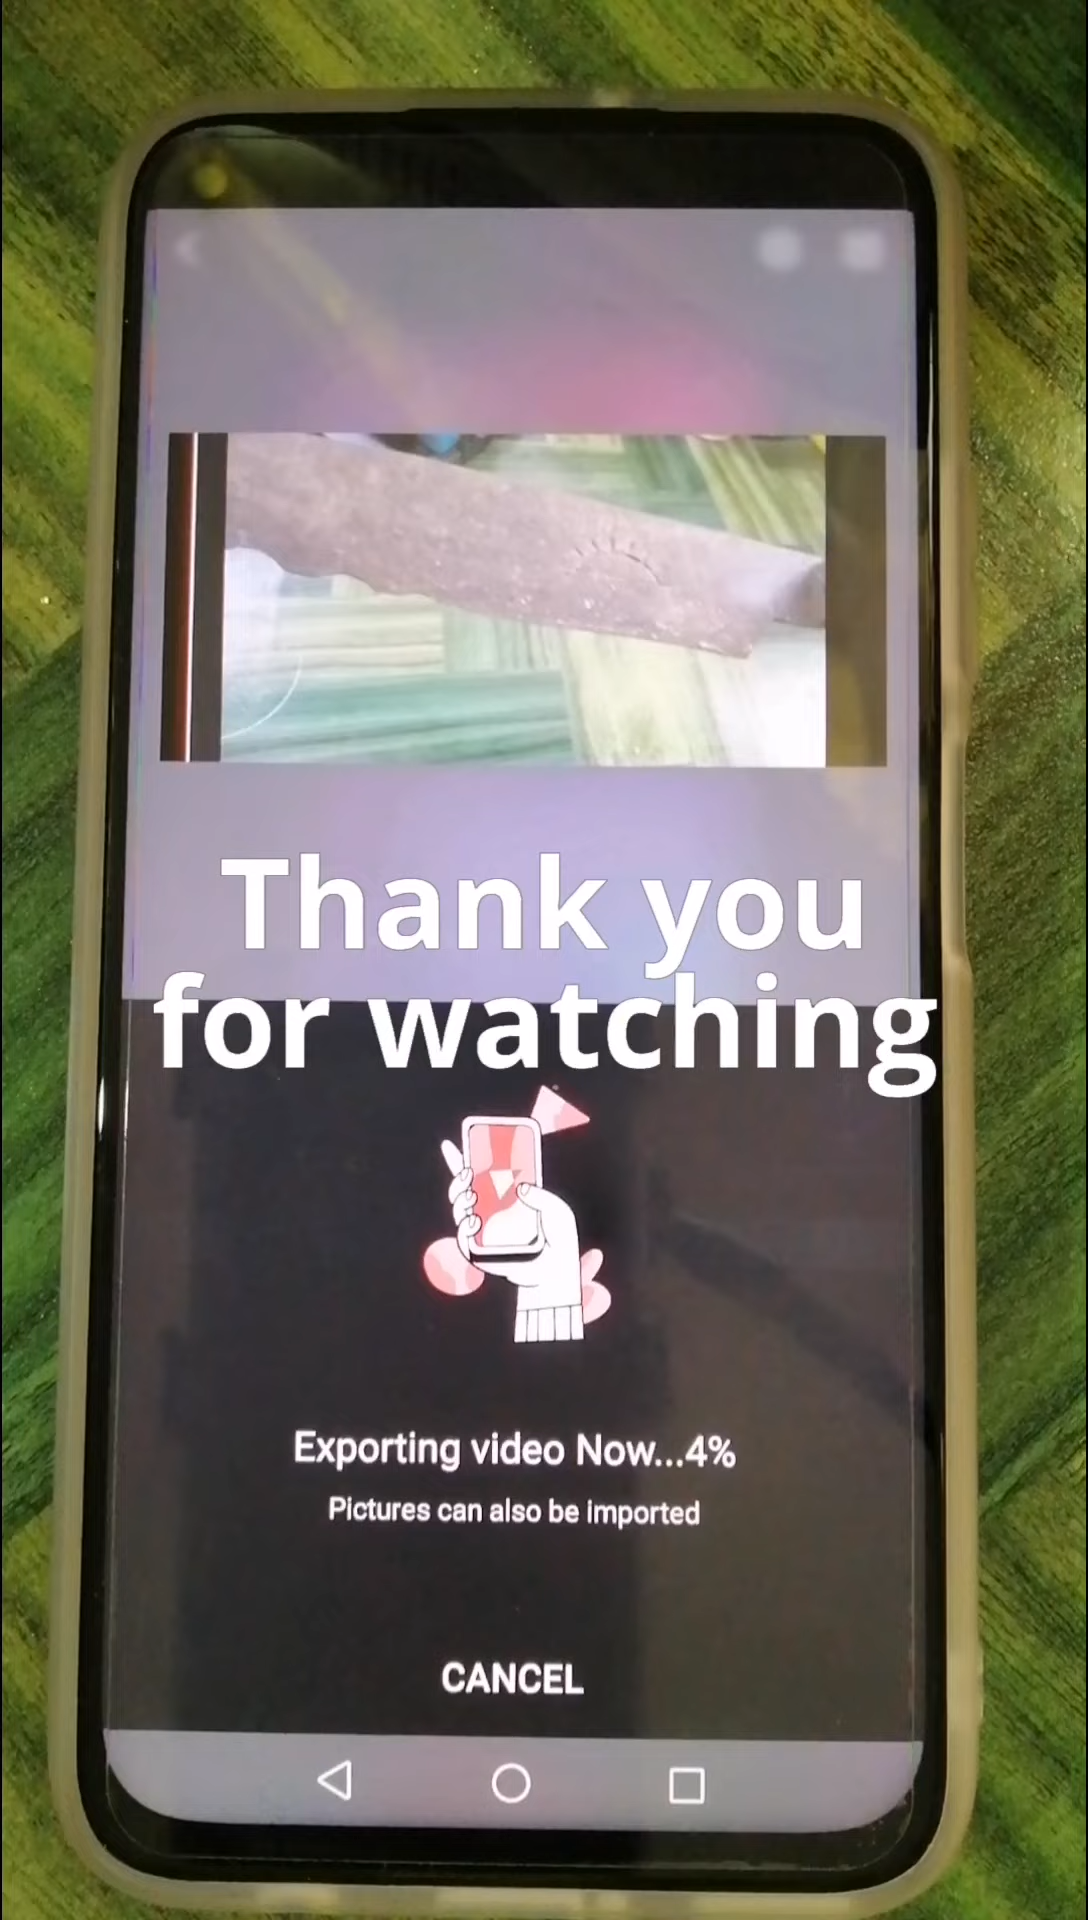 Thank you
for watching
Exporting video Now...4%
Pictures can also be imported
CANCEL